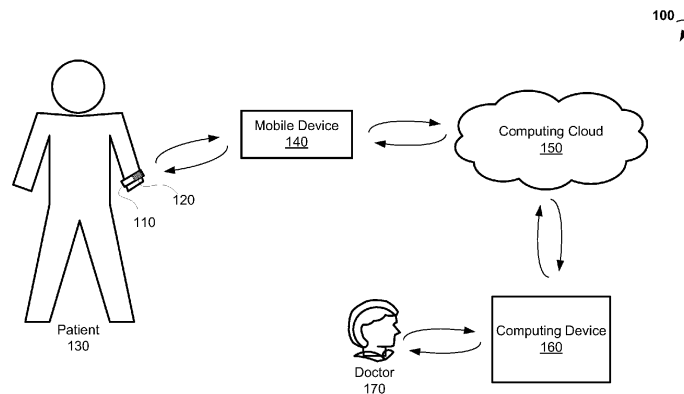 100
Mobile Device
140
Computing Cloud
150
120
110
Patient
130
Computing Device
160
Doctor
170